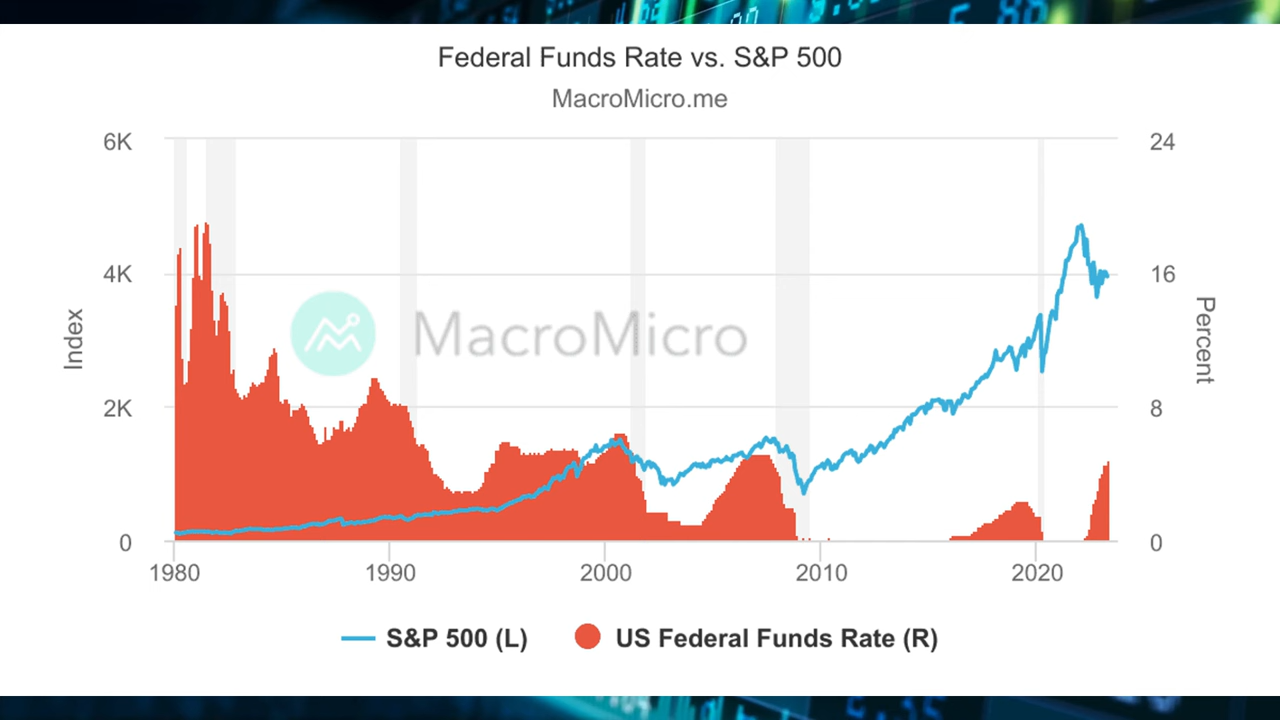 Federal Funds Rate vs. S&P 500
MacroMicro.me
6K
24
4K
16
Index
Percent
MacroMicro
2K
8
0
0
1980
1990
2000
2010
2020
S&P 500 (L)
US Federal Funds Rate (R)